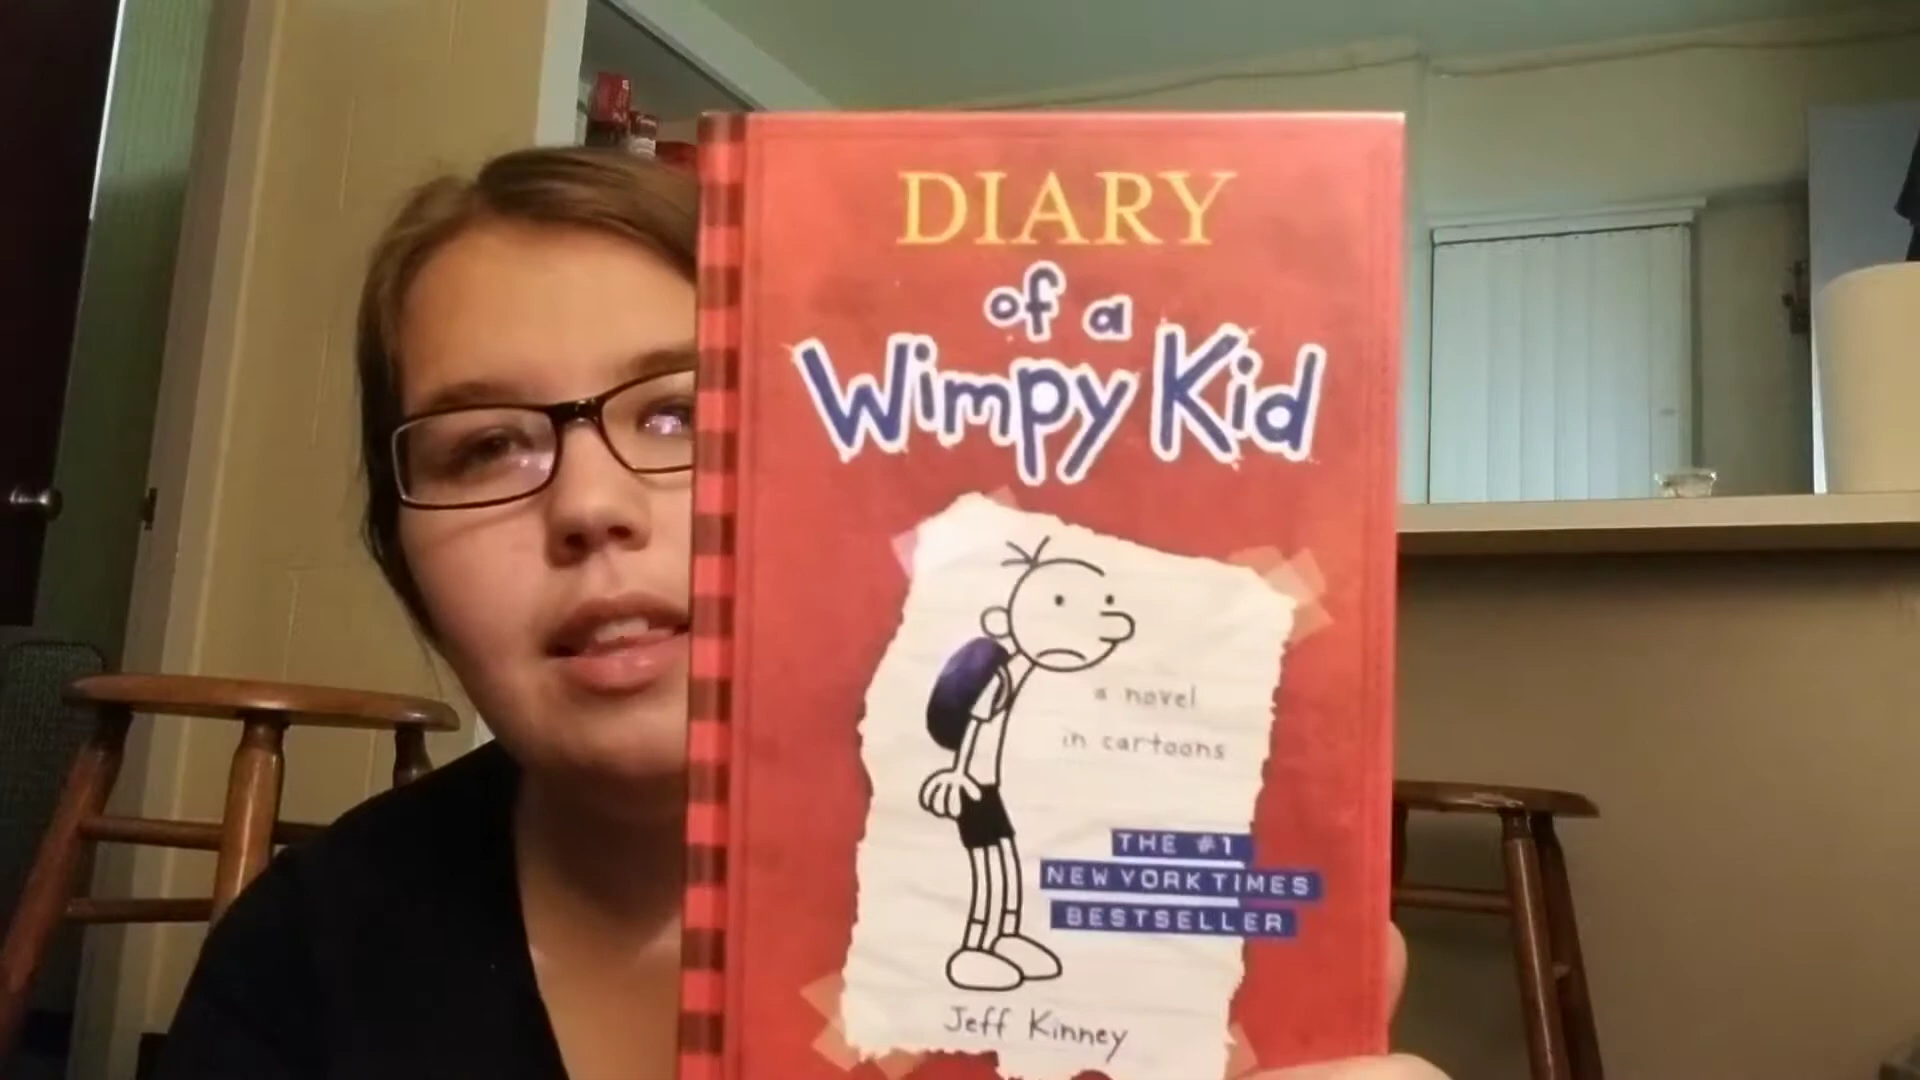 DIARY
of a
Wimpy Kid
a novel
in cartoons
THE #1
NEW YORK TIMES
BESTSELLER
Jeff Kinney